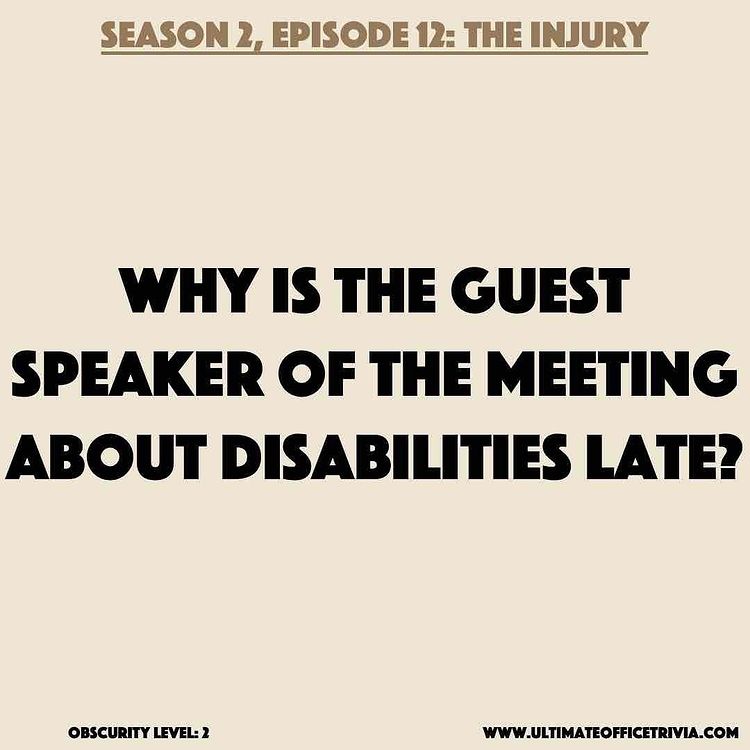 SEASON 2, EPISODE 12: THE INJURY
WHY IS THE GUEST
SPEAKER OF THE MEETING
ABOUT DISABILITIES LATE?
OBSCURITY LEVEL: 2
WWW.ULTIMATEOFFICETRIVIA.COM